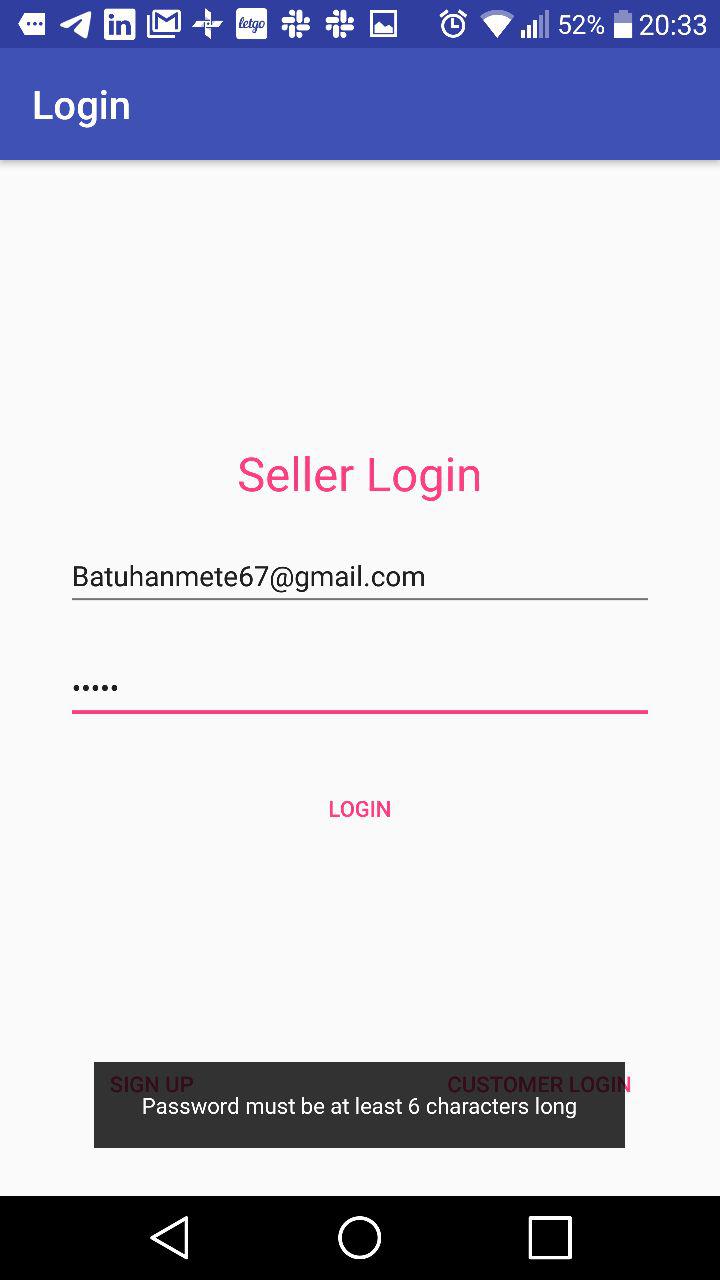 letgo 52% 20:33
Login
Seller Login
Batuhanmete67@gmail.com
•••••
LOGIN
SIGN UP CUSTOMER LOGIN
Password must be at least 6 characters long